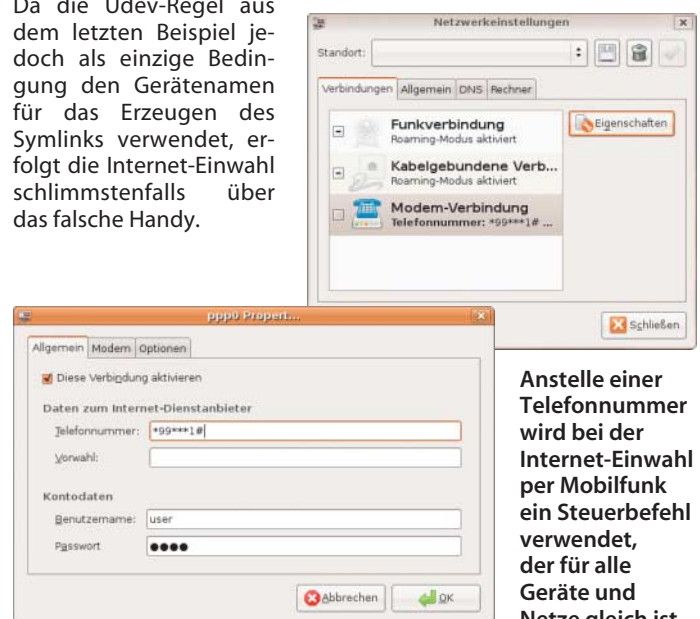 Da die Udev-Regel aus
dem letzten Beispiel je-
doch als einzige Bedin-
gung den Gerätenamen
für das Erzeugen des
Symlinks verwendet, er-
folgt die Internet-Einwahl
schlimmstenfalls über
das falsche Handy.
Netzwerkeinstellungen
Standort:
Verbindungen Allgemein DNS Rechner
Funkverbindung
Roaming-Modus aktiviert
Kabelgebundene Verb...
Roaming-Modus aktiviert
Modem-Verbindung
Telefonnummer: *99***1# ...
Eigenschaften
Schließen
ppp0 Propert...
Allgemein Modem Optionen
Diese Verbindung aktivieren
Daten zum Internet-Dienstanbieter
Telefonnummer: *99***1#
Vorwahl:
Kontodaten
Benutzername: user
Passwort ●●●●
Abbrechen OK
Anstelle einer
Telefonnummer
wird bei der
Internet-Einwahl
per Mobilfunk
ein Steuerbefehl
verwendet,
der für alle
Geräte und
Netze gleich ist